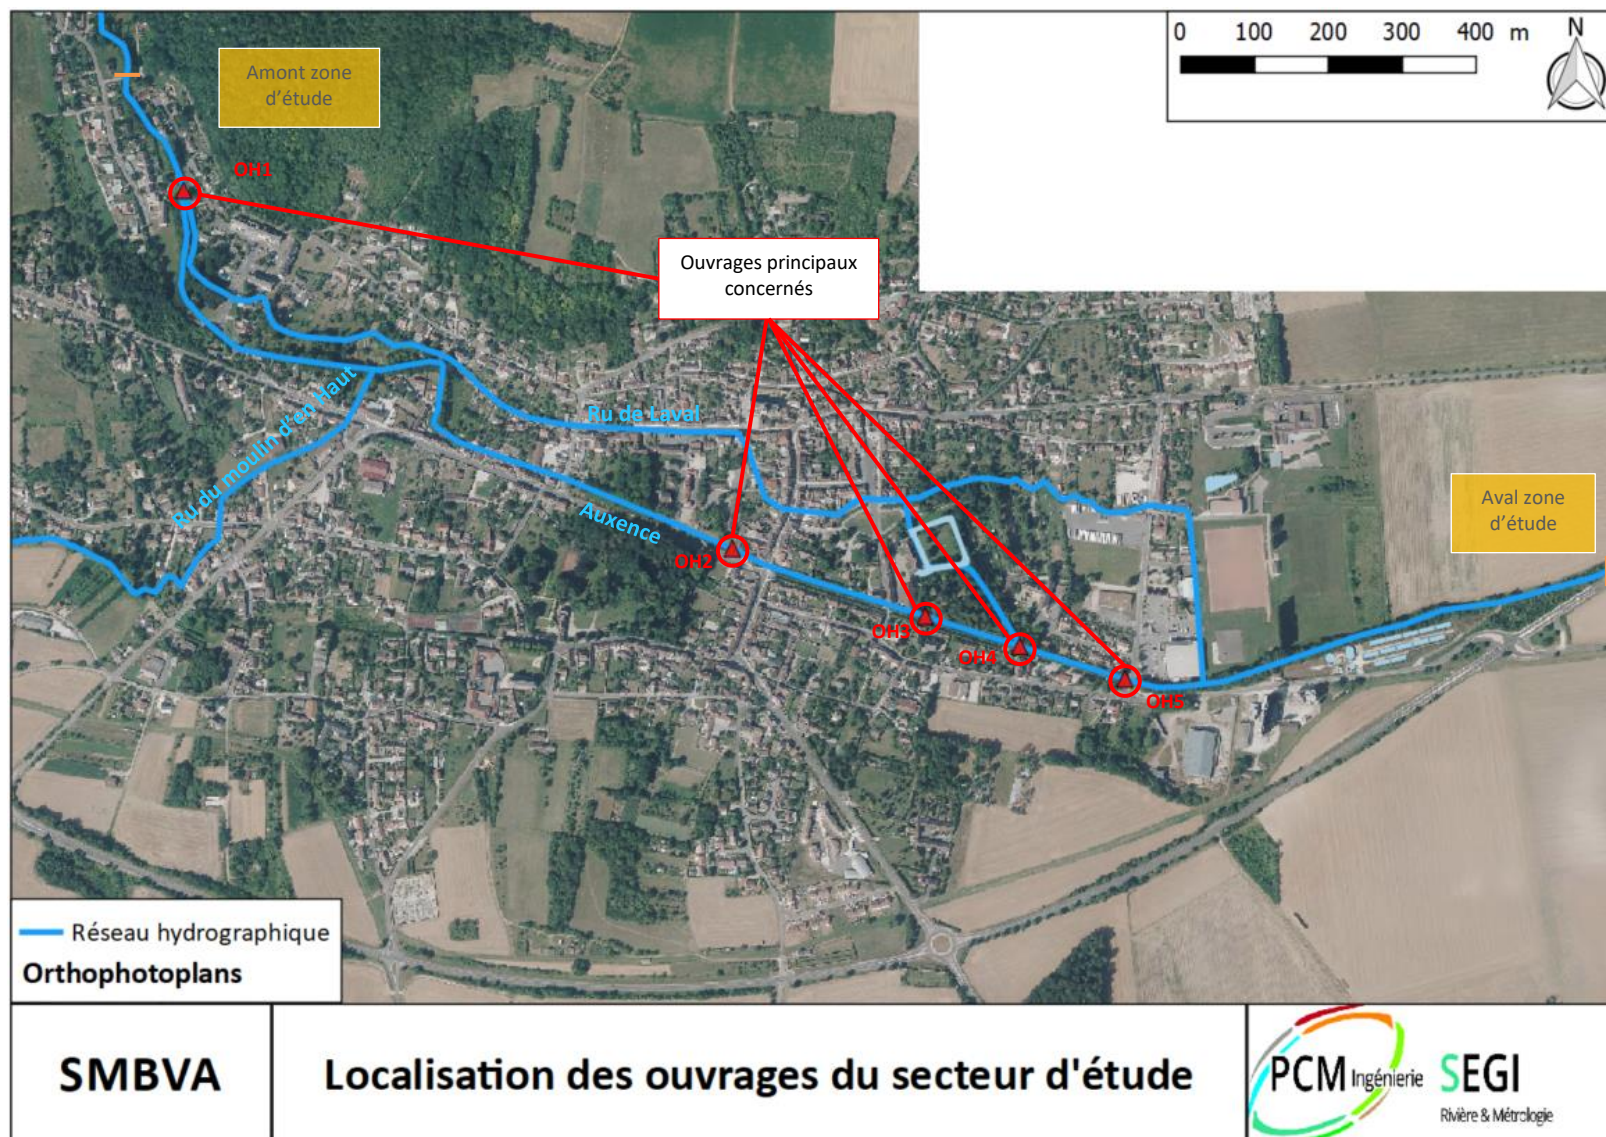 0 100 200 300 400 m
N
Amont zone
d'étude
OH1
Ouvrages principaux
concernés
Ru de Laval
Ru du moulin d'en Haut
Auxence
Aval zone
d'étude
OH2
OH3
OH4
OH5
Réseau hydrographique
Orthophotoplans
SMBVA
Localisation des ouvrages du secteur d'étude
PCM Ingénierie
SEGI
Rivière & Métrologie